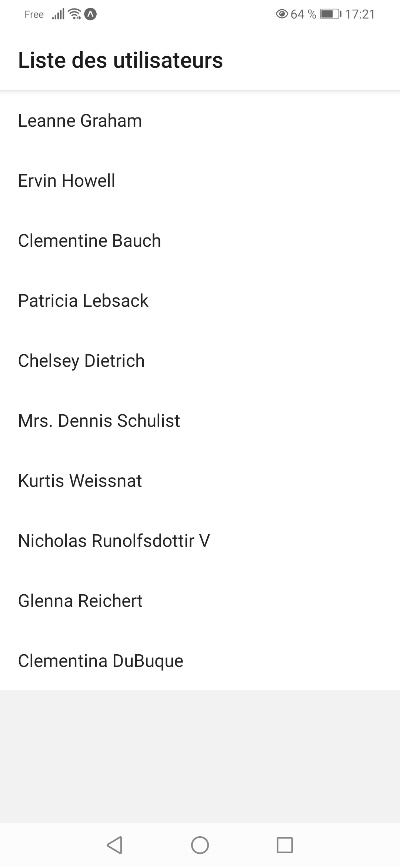 Free 64 % 17:21
Liste des utilisateurs
Leanne Graham
Ervin Howell
Clementine Bauch
Patricia Lebsack
Chelsey Dietrich
Mrs. Dennis Schulist
Kurtis Weissnat
Nicholas Runolfsdottir V
Glenna Reichert
Clementina DuBuque